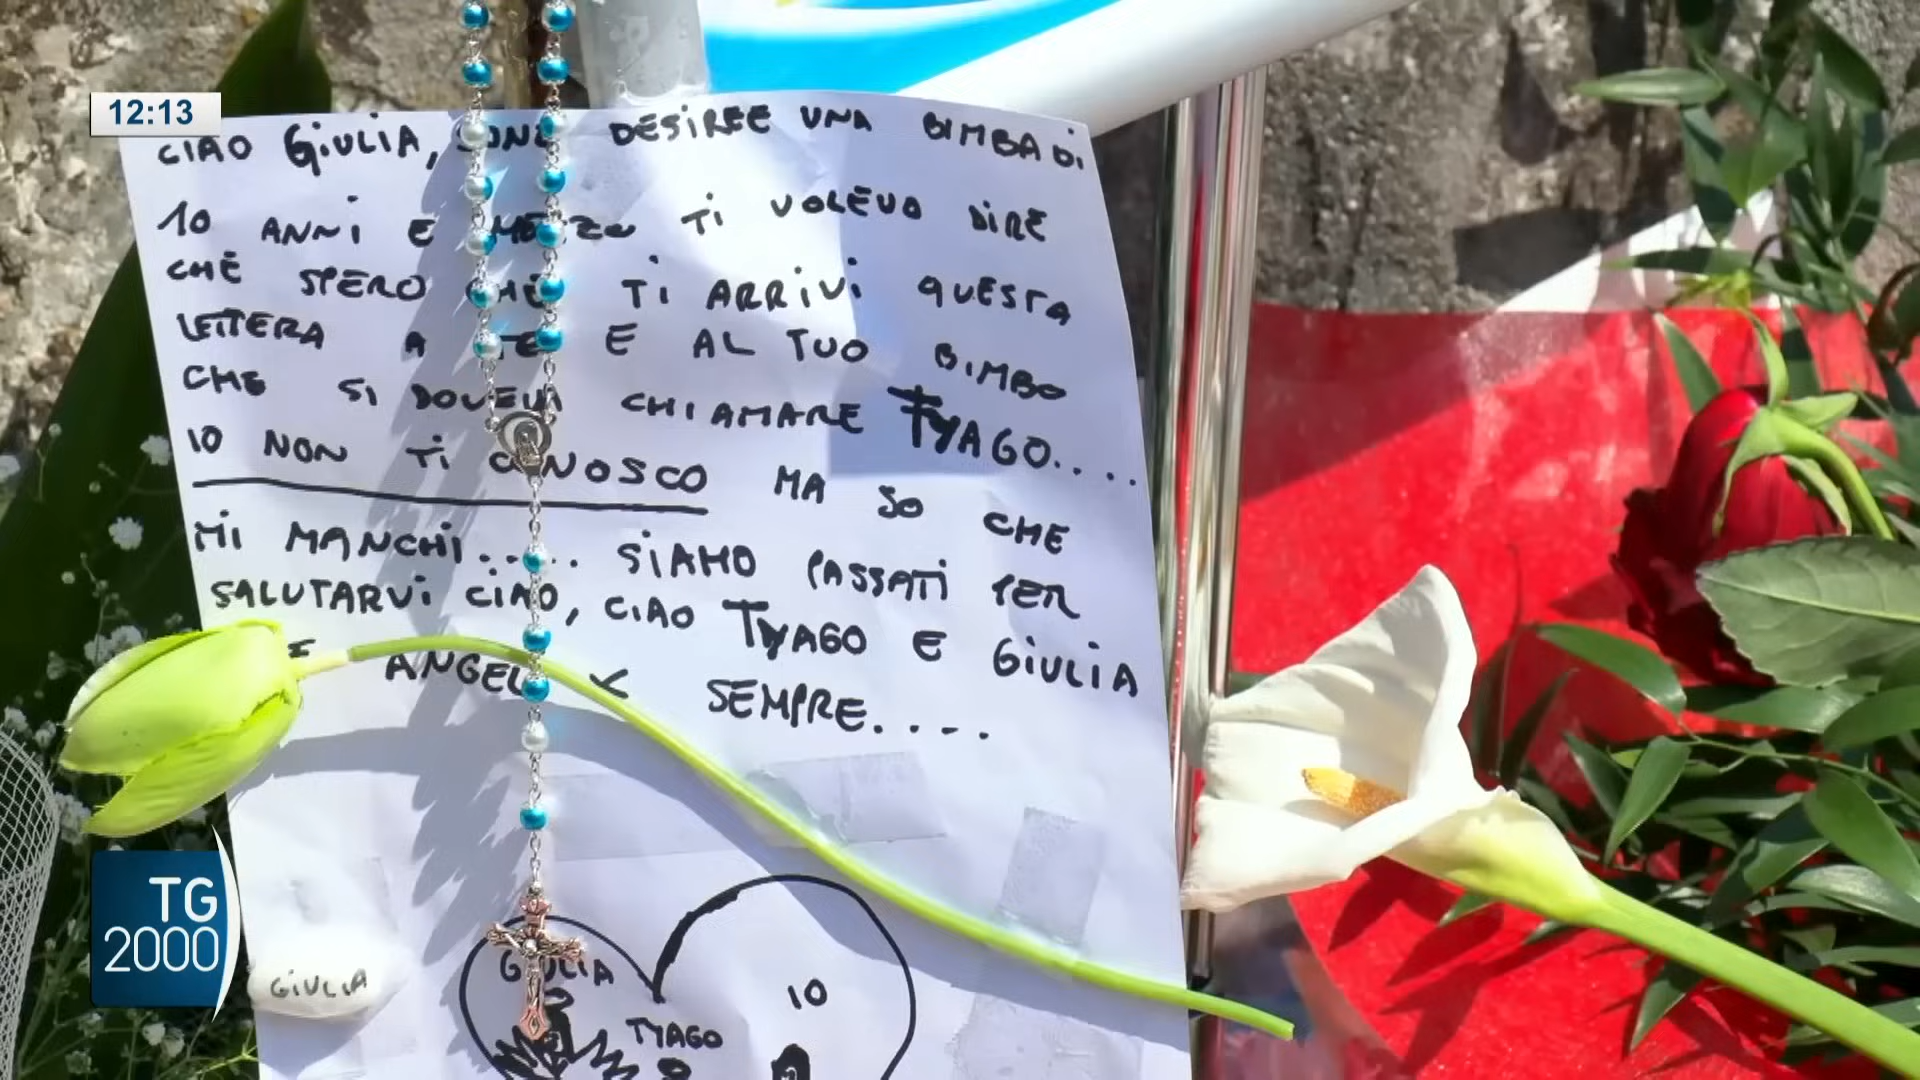 12:13
CIAO GIULIA, SONO DESIREE UNA BIMBA DI
10 ANNI E MEZZO TI VOLEVO DIRE
CHE SPERO CHE TI ARRIVI QUESTA
LETTERA A TE E AL TUO BIMBO
CHE SI DOVEVA CHIAMARE TYAGO....
IO NON TI CONOSCO MA SO CHE
MI MANCHI..... SIAMO PASSATI PER
SALUTARVI CIAO, CIAO TYAGO E GIULIA
ANGELI X SEMPRE....
TG
2000
GIULIA
GIULIA
IO
TYAGO